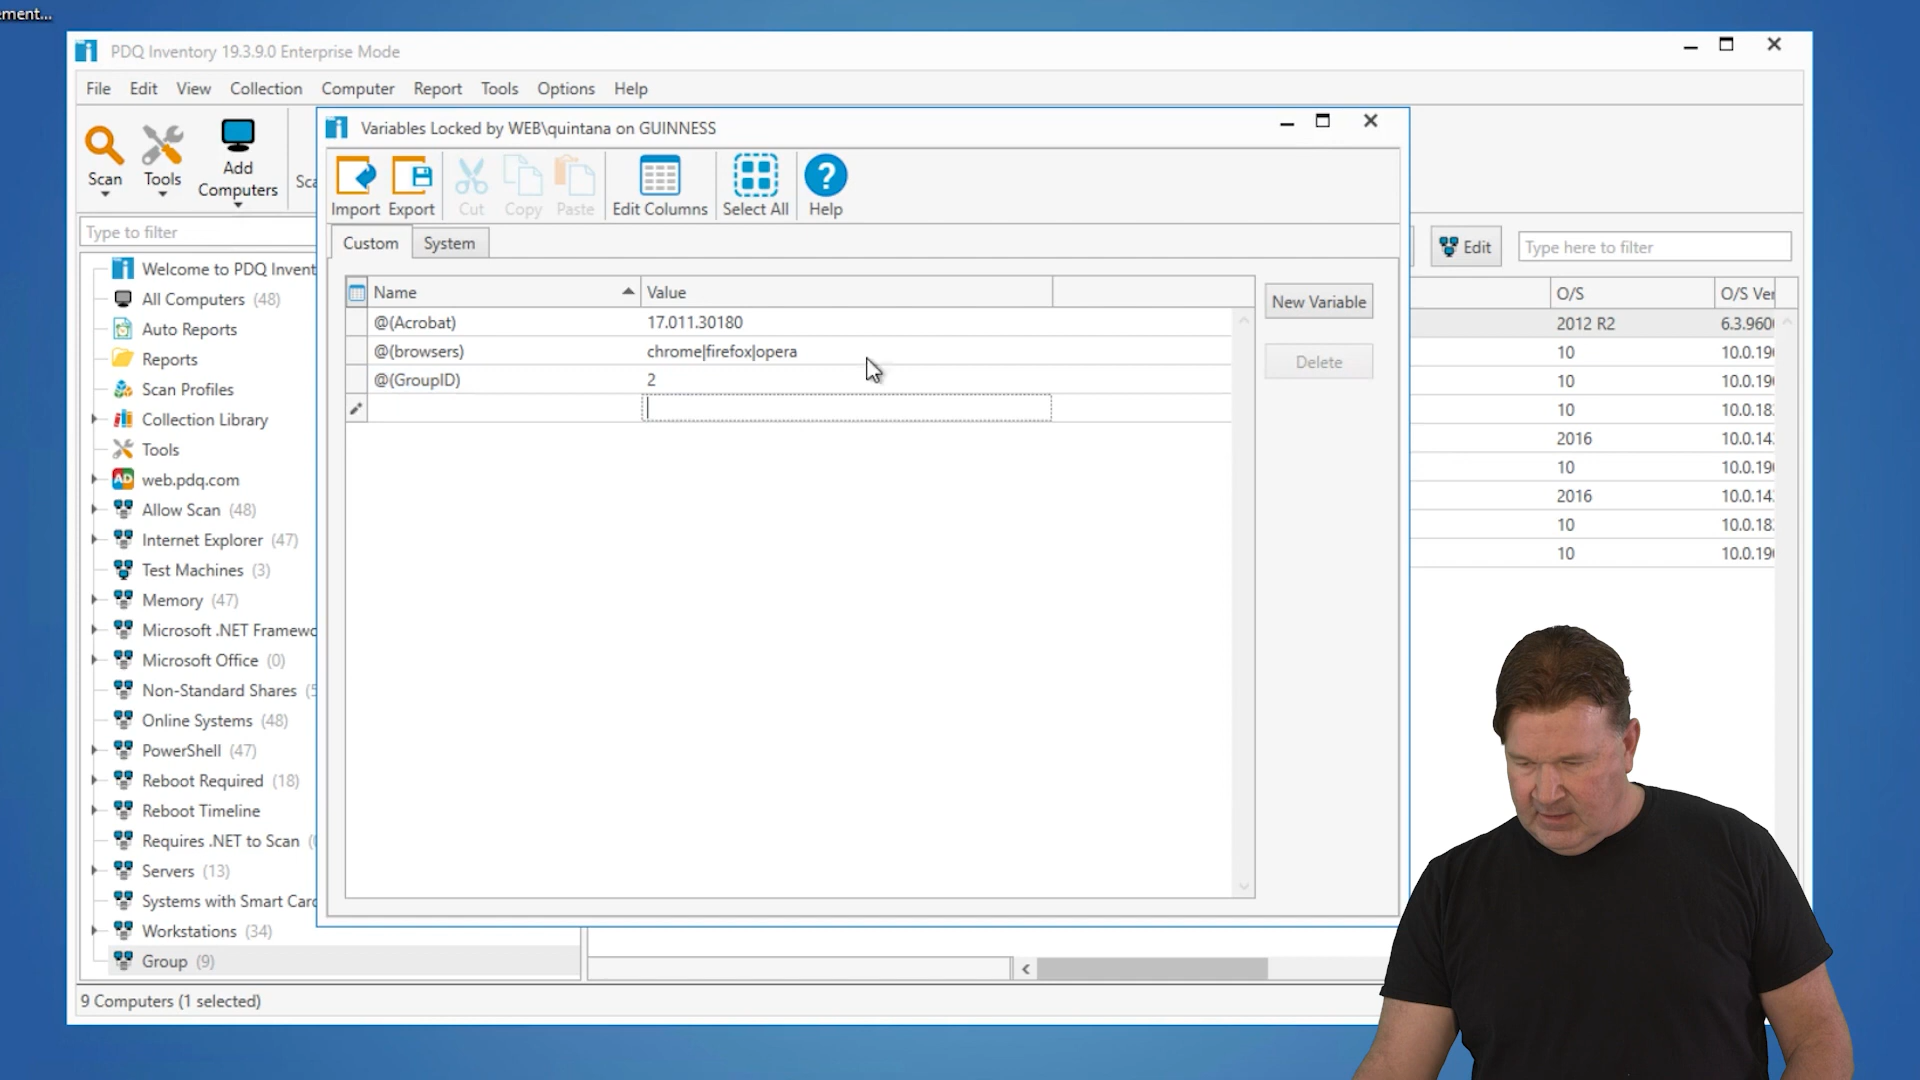 ement...
PDQ Inventory 19.3.9.0 Enterprise Mode
File Edit View Collection Computer Report Tools Options Help
Scan
Tools
Add
Computers
Sca
Type to filter
Welcome to PDQ Invent
All Computers (48)
Auto Reports
Reports
Scan Profiles
Collection Library
Tools
AD web.pdq.com
Allow Scan (48)
Internet Explorer (47)
Test Machines (3)
Memory (47)
Microsoft .NET Framewo
Microsoft Office (0)
Non-Standard Shares (5
Online Systems (48)
PowerShell (47)
Reboot Required (18)
Reboot Timeline
Requires .NET to Scan (
Servers (13)
Systems with Smart Card
Workstations (34)
Group (9)
9 Computers (1 selected)
Variables Locked by WEB\quintana on GUINNESS
Import Export Cut Copy Paste Edit Columns Select All Help
Custom System
Name Value
@(Acrobat) 17.011.30180
@(browsers) chrome|firefox|opera
@(GroupID) 2
New Variable
Delete
Edit
Type here to filter
O/S O/S Ver
2012 R2 6.3.960
10 10.0.19
10 10.0.19
10 10.0.18
2016 10.0.14
10 10.0.19
2016 10.0.14
10 10.0.18
10 10.0.19